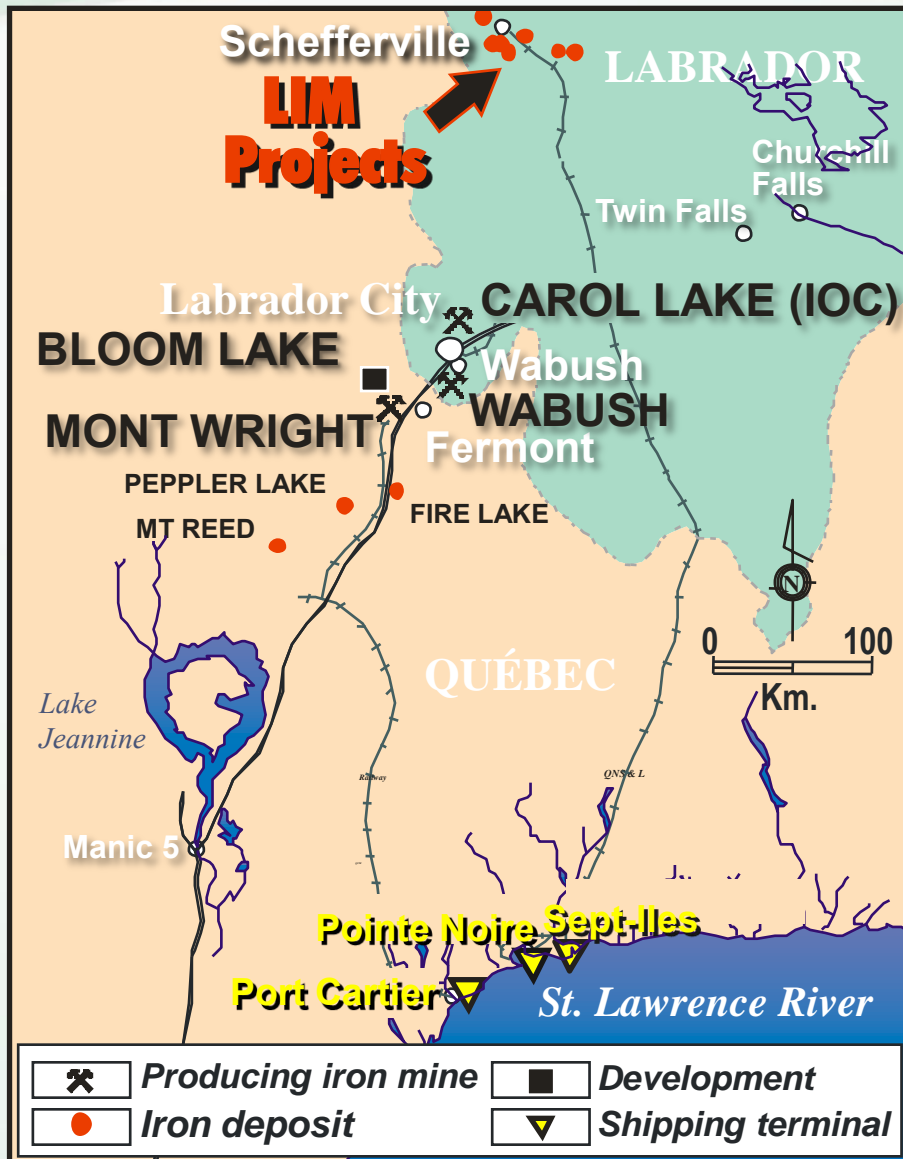 Schefferville
LIM
Projects
LABRADOR
Churchill
Falls
Twin Falls
Labrador City
CAROL LAKE (IOC)
BLOOM LAKE
Wabush
WABUSH
MONT WRIGHT
Fermont
PEPPLER LAKE
FIRE LAKE
MT REED
N
0 100
Km.
QUÉBEC
Lake
Jeannine
Railway
QNS & L
Manic 5
Pointe Noire
Sept-Iles
Port Cartier
St. Lawrence River
Producing iron mine
Development
Iron deposit
Shipping terminal